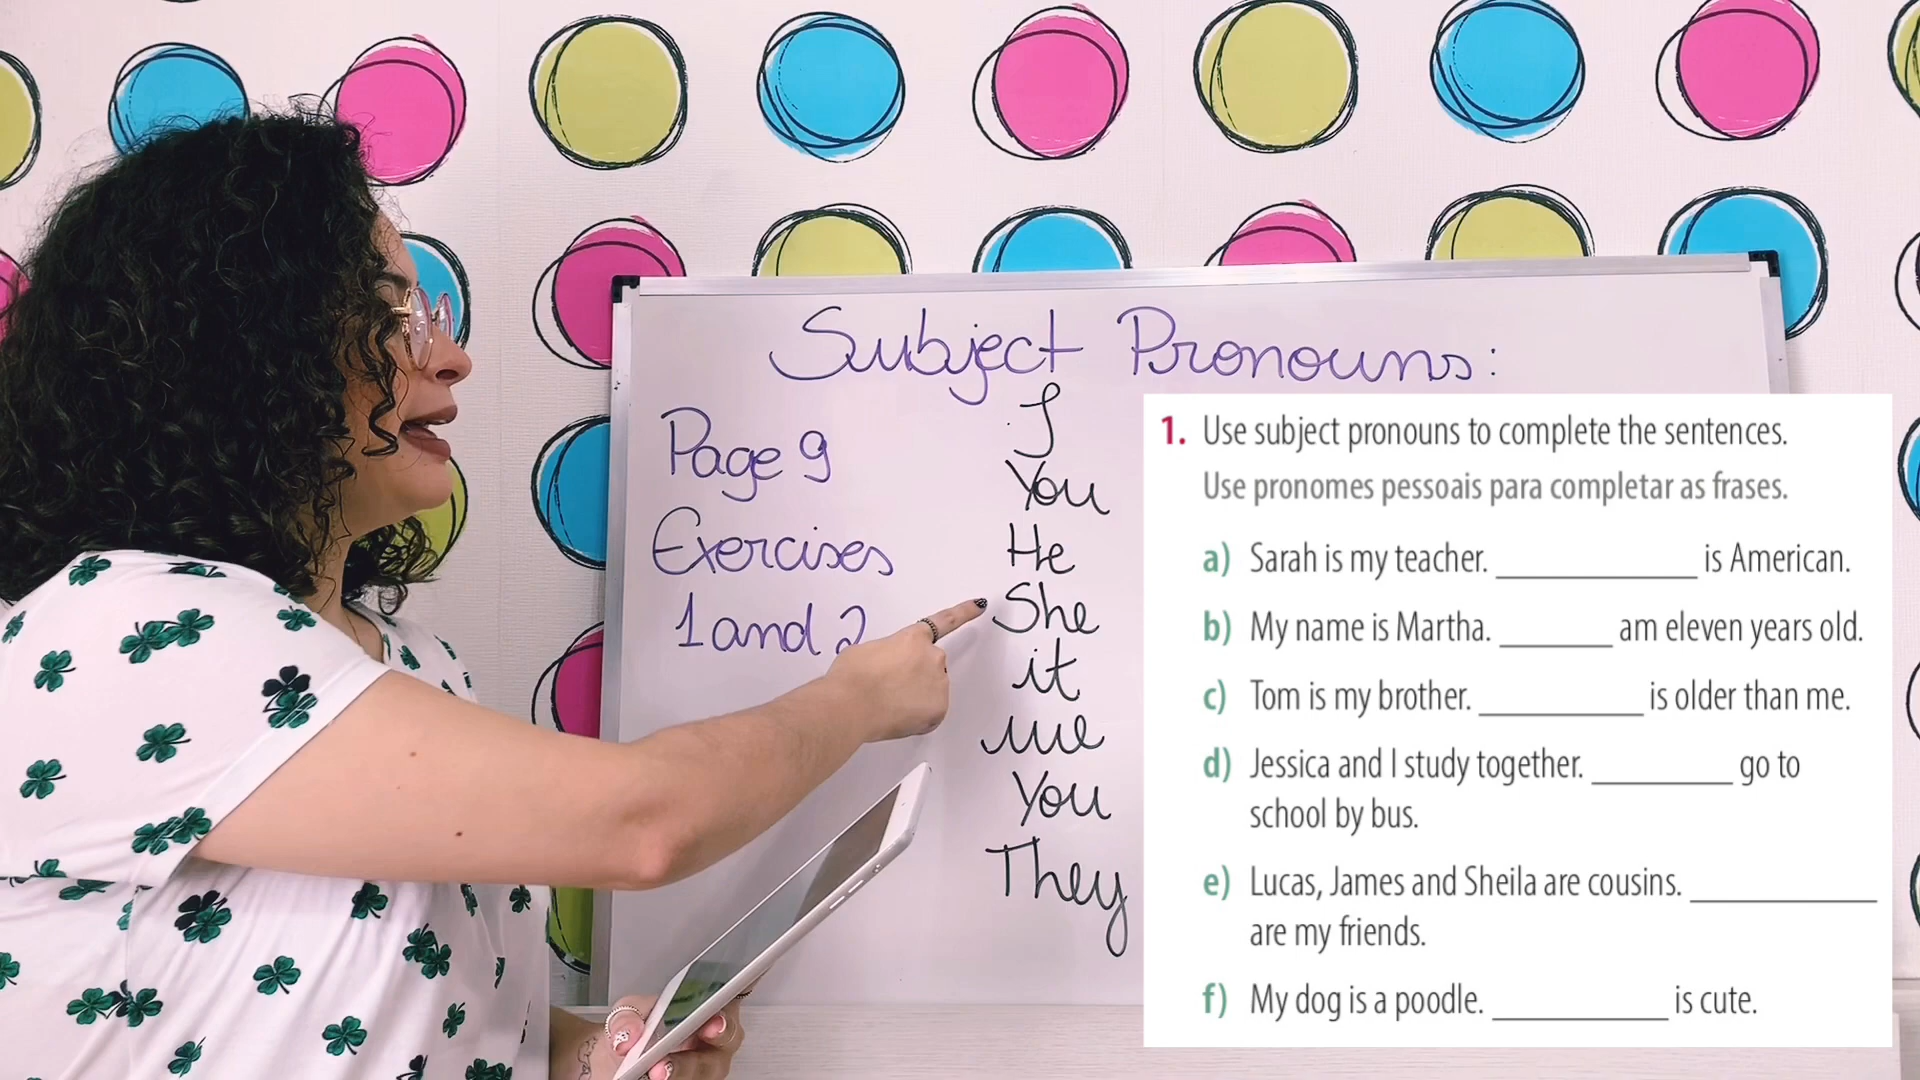 Subject Pronouns:
Page 9
Exercises
1 and 2
I
You
He
She
it
we
You
They
1. Use subject pronouns to complete the sentences.
Use pronomes pessoais para completar as frases.
a) Sarah is my teacher. ____________ is American.
b) My name is Martha. _______ am eleven years old.
c) Tom is my brother. __________ is older than me.
d) Jessica and I study together. _________ go to
school by bus.
e) Lucas, James and Sheila are cousins. ___________
are my friends.
f) My dog is a poodle. ___________ is cute.